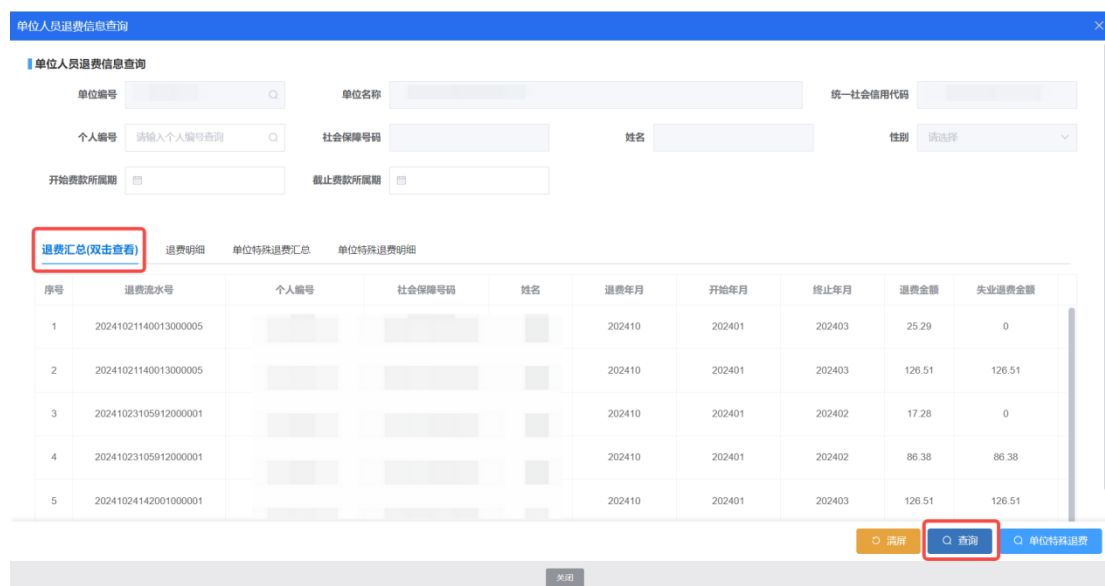 单位人员退费信息查询
单位人员退费信息查询
单位编号 单位名称 统一社会信用代码
个人编号 请输入个人编号查询 社会保障号码 姓名 性别 请选择
开始费款所属期 截止费款所属期
退费汇总(双击查看) 退费明细 单位特殊退费汇总 单位特殊退费明细
序号 退费流水号 个人编号 社会保障号码 姓名 退费年月 开始年月 终止年月 退费金额 失业退费金额
1 20241021140013000005 202410 202401 202403 25.29 0
2 20241021140013000005 202410 202401 202403 126.51 126.51
3 20241023105912000001 202410 202401 202402 17.28 0
4 20241023105912000001 202410 202401 202402 86.38 86.38
5 20241024142001000001 202410 202401 202403 126.51 126.51
清屏 查询 单位特殊退费
关闭